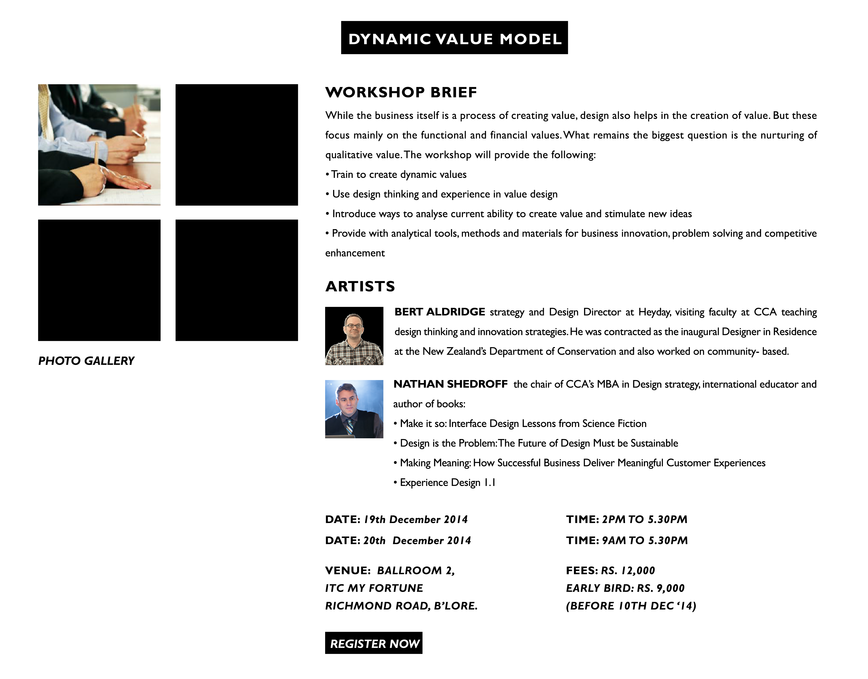 DYNAMIC VALUE MODEL
WORKSHOP BRIEF
While the business itself is a process of creating value, design also helps in the creation of value. But these
focus mainly on the functional and financial values. What remains the biggest question is the nurturing of
qualitative value. The workshop will provide the following:
• Train to create dynamic values
• Use design thinking and experience in value design
• Introduce ways to analyse current ability to create value and stimulate new ideas
• Provide with analytical tools, methods and materials for business innovation, problem solving and competitive
enhancement
ARTISTS
BERT ALDRIDGE strategy and Design Director at Heyday, visiting faculty at CCA teaching
design thinking and innovation strategies. He was contracted as the inaugural Designer in Residence
at the New Zealand's Department of Conservation and also worked on community- based.
PHOTO GALLERY
NATHAN SHEDROFF the chair of CCA's MBA in Design strategy, international educator and
author of books:
• Make it so: Interface Design Lessons from Science Fiction
• Design is the Problem: The Future of Design Must be Sustainable
• Making Meaning: How Successful Business Deliver Meaningful Customer Experiences
• Experience Design 1.1
DATE: 19th December 2014
TIME: 2PM TO 5.30PM
DATE: 20th December 2014
TIME: 9AM TO 5.30PM
VENUE: BALLROOM 2,
ITC MY FORTUNE
RICHMOND ROAD, B'LORE.
FEES: RS. 12,000
EARLY BIRD: RS. 9,000
(BEFORE 10TH DEC '14)
REGISTER NOW